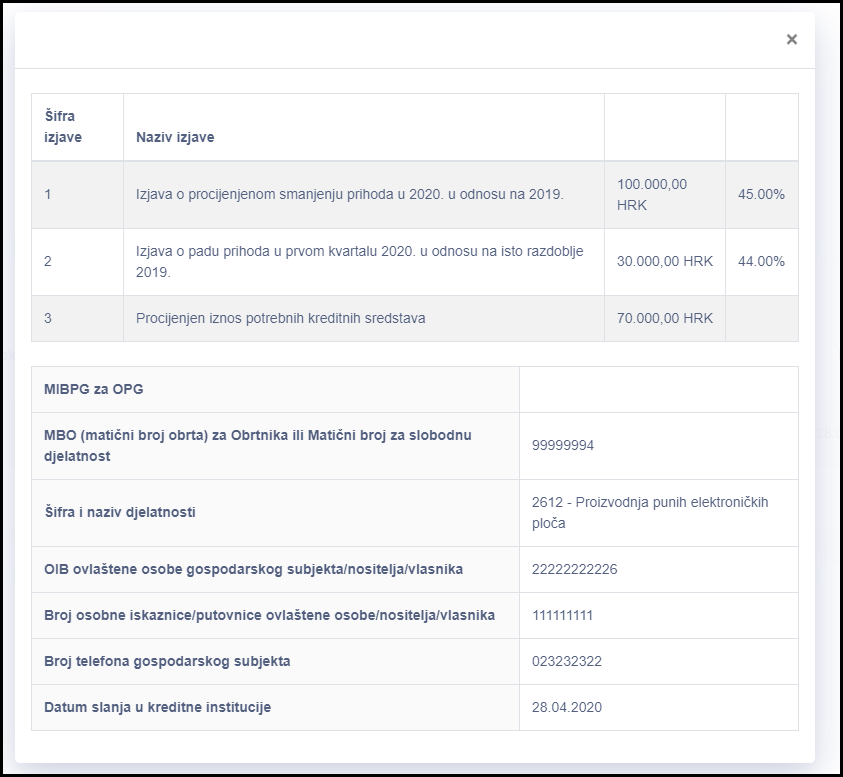 ×
Šifra
izjave
Naziv izjave
1
Izjava o procijenjenom smanjenju prihoda u 2020. u odnosu na 2019.
100.000,00
HRK
45.00%
2
Izjava o padu prihoda u prvom kvartalu 2020. u odnosu na isto razdoblje
2019.
30.000,00 HRK
44.00%
3
Procijenjen iznos potrebnih kreditnih sredstava
70.000,00 HRK
MIBPG za OPG
MBO (matični broj obrta) za Obrtnika ili Matični broj za slobodnu
djelatnost
99999994
Šifra i naziv djelatnosti
2612 - Proizvodnja punih elektroničkih
ploča
OIB ovlaštene osobe gospodarskog subjekta/nositelja/vlasnika
22222222226
Broj osobne iskaznice/putovnice ovlaštene osobe/nositelja/vlasnika
111111111
Broj telefona gospodarskog subjekta
023232322
Datum slanja u kreditne institucije
28.04.2020